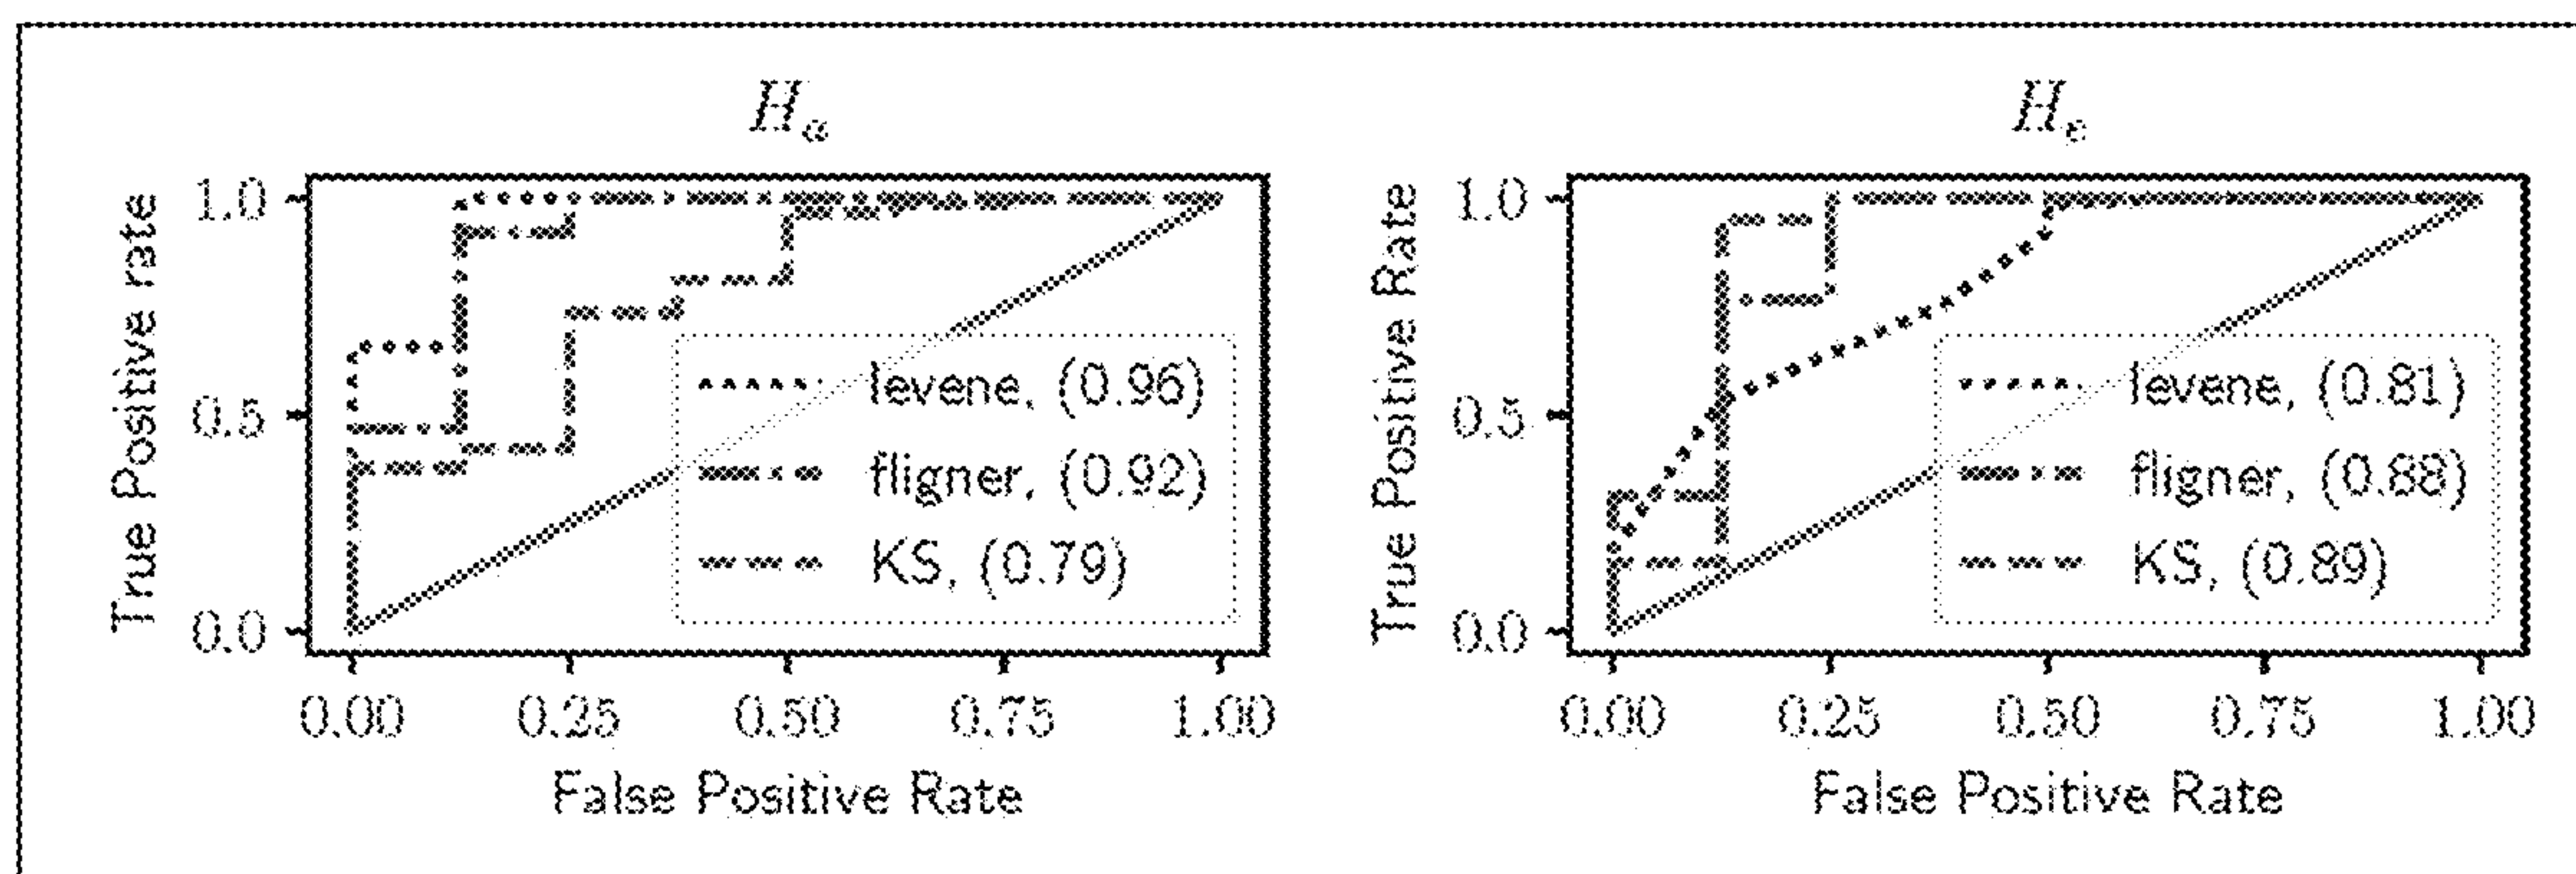 Hₐ
True Positive rate
1.0
0.5
0.0
levene, (0.96)
fligner, (0.92)
KS, (0.79)
0.00 0.25 0.50 0.75 1.00
False Positive Rate
Hₑ
True Positive Rate
1.0
0.5
0.0
levene, (0.81)
fligner, (0.88)
KS, (0.89)
0.00 0.25 0.50 0.75 1.00
False Positive Rate